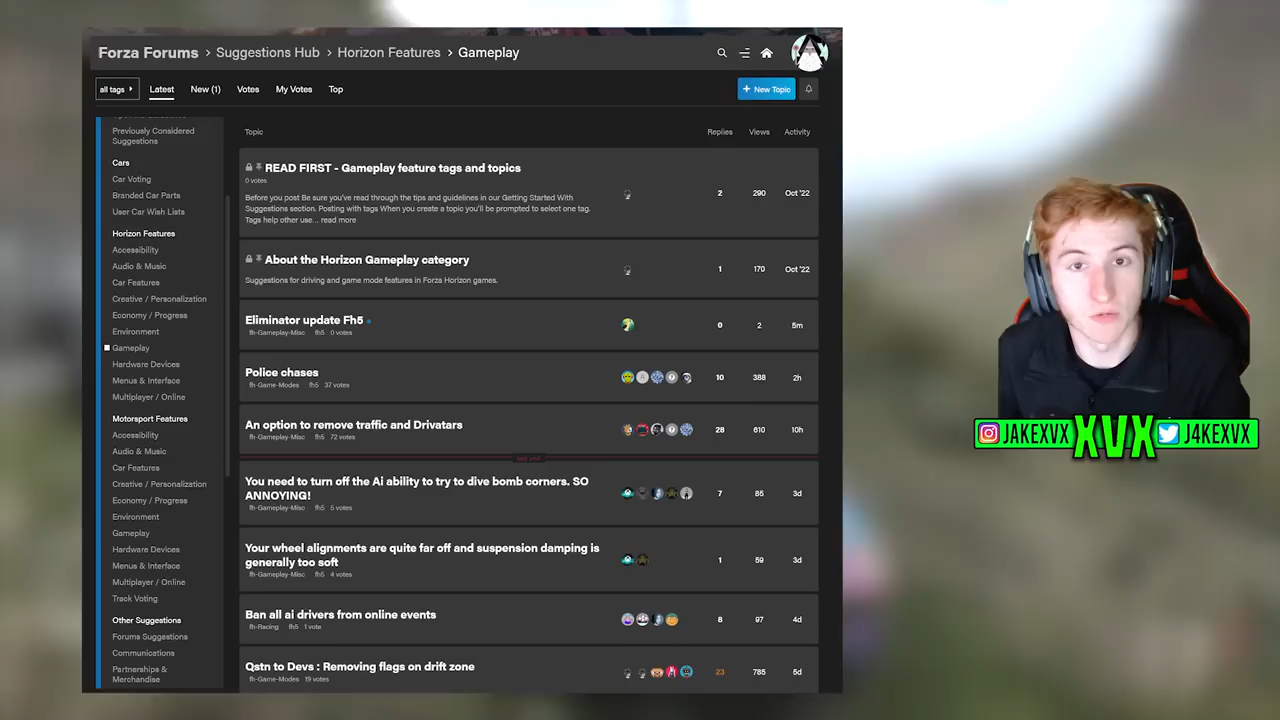 Forza Forums > Suggestions Hub > Horizon Features > Gameplay
all tags Latest New (1) Votes My Votes Top + New Topic
Previously Considered
Suggestions
Cars
Car Voting
Branded Car Parts
User Car Wish Lists
Horizon Features
Accessibility
Audio & Music
Car Features
Creative / Personalization
Economy / Progress
Environment
Gameplay
Hardware Devices
Menus & Interface
Multiplayer / Online
Motorsport Features
Accessibility
Audio & Music
Car Features
Creative / Personalization
Economy / Progress
Environment
Gameplay
Hardware Devices
Menus & Interface
Multiplayer / Online
Track Voting
Other Suggestions
Forums Suggestions
Communications
Partnerships &
Merchandise
Topic Replies Views Activity
READ FIRST - Gameplay feature tags and topics
0 votes
Before you post Be sure you've read through the tips and guidelines in our Getting Started With
Suggestions section. Posting with tags When you create a topic you'll be prompted to select one tag.
Tags help other use... read more
2 290 Oct '22
About the Horizon Gameplay category
Suggestions for driving and game mode features in Forza Horizon games.
1 170 Oct '22
Eliminator update Fh5
fh-Gameplay-Misc fh5 0 votes
0 2 5m
Police chases
fh-Game-Modes fh5 37 votes
10 388 2h
An option to remove traffic and Drivatars
fh-Gameplay-Misc fh5 72 votes
28 610 10h
last visit
You need to turn off the Ai ability to try to dive bomb corners. SO
ANNOYING!
fh-Gameplay-Misc fh5 5 votes
7 85 3d
Your wheel alignments are quite far off and suspension damping is
generally too soft
fh-Gameplay-Misc fh5 4 votes
1 59 3d
Ban all ai drivers from online events
fh-Racing fh5 1 vote
8 97 4d
Qstn to Devs : Removing flags on drift zone
fh-Game-Modes 19 votes
23 785 5d
JAKEXVX XVX J4KEXVX